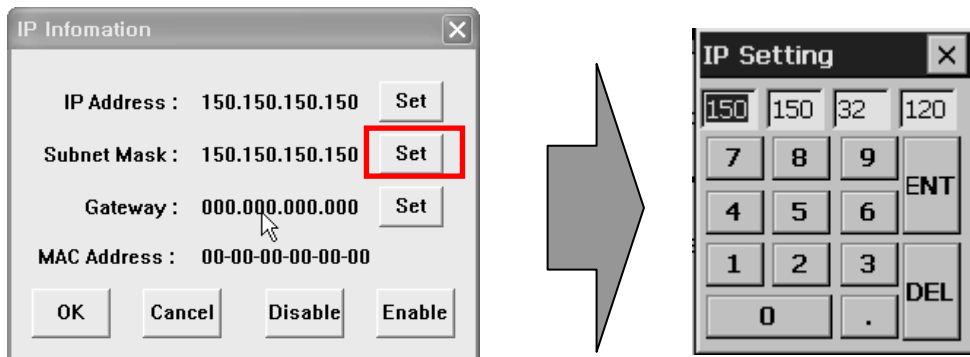 IP Infomation
IP Address : 150.150.150.150 Set
Subnet Mask : 150.150.150.150 Set
Gateway : 000.000.000.000 Set
MAC Address : 00-00-00-00-00-00
OK Cancel Disable Enable
IP Setting
150 150 32 120
7 8 9 ENT
4 5 6
1 2 3 DEL
0 .